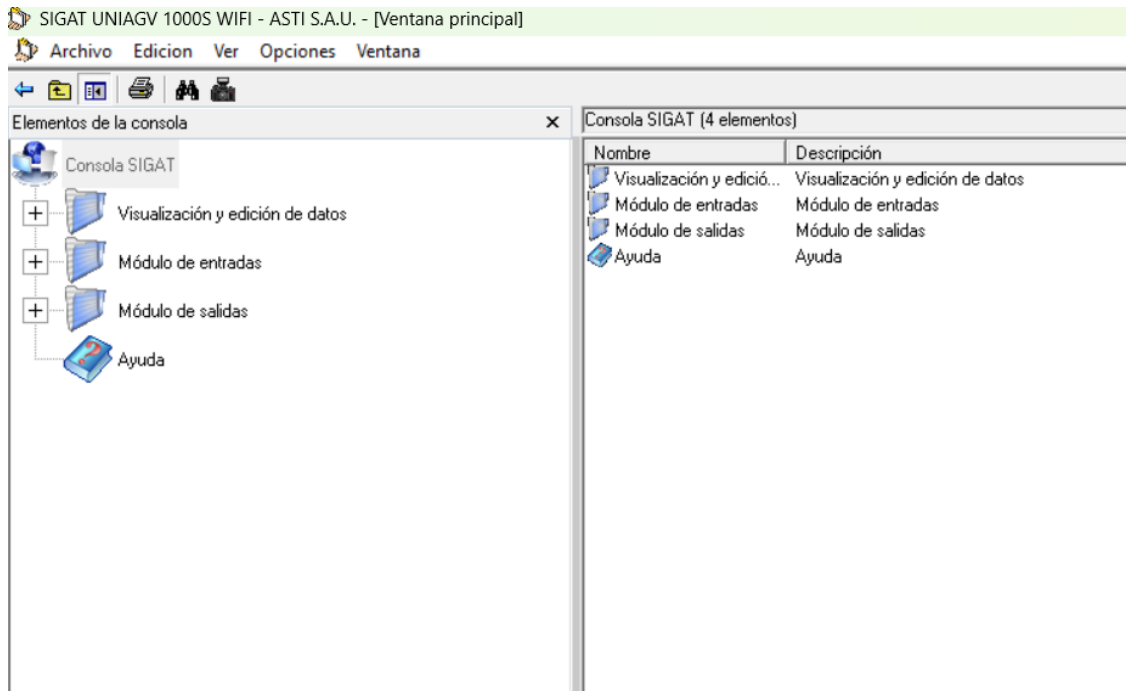 SIGAT UNIAGV 1000S WIFI - ASTI S.A.U. - [Ventana principal]
Archivo Edicion Ver Opciones Ventana
Elementos de la consola
Consola SIGAT
Visualización y edición de datos
Módulo de entradas
Módulo de salidas
Ayuda
Consola SIGAT (4 elementos)
Nombre Descripción
Visualización y edició... Visualización y edición de datos
Módulo de entradas Módulo de entradas
Módulo de salidas Módulo de salidas
Ayuda Ayuda